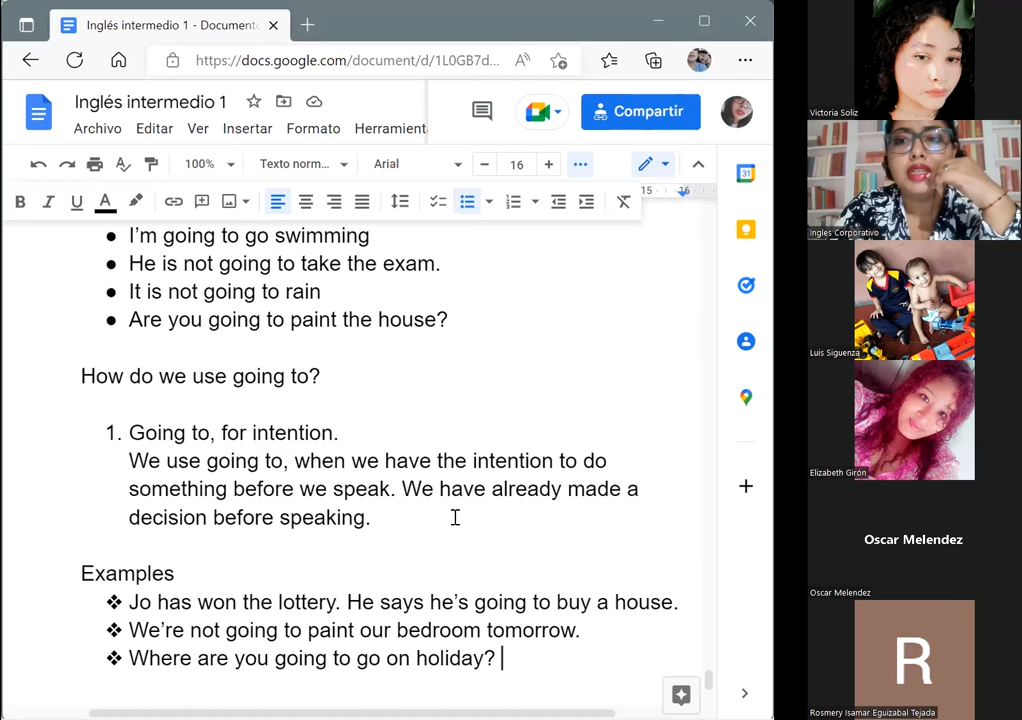 Inglés intermedio 1 - Document
https://docs.google.com/document/d/1L0GB7d...
Inglés intermedio 1
Compartir
Archivo Editar Ver Insertar Formato Herramient
100% Texto norm... Arial 16
15 16
B I U A
31
I'm going to go swimming
He is not going to take the exam.
It is not going to rain
Are you going to paint the house?
How do we use going to?
1. Going to, for intention.
We use going to, when we have the intention to do
something before we speak. We have already made a
decision before speaking.
Examples
❖ Jo has won the lottery. He says he's going to buy a house.
❖ We're not going to paint our bedroom tomorrow.
❖ Where are you going to go on holiday?
Victoria Soliz
Ingles Corporativo
Luis Siguenza
Elizabeth Girón
Oscar Melendez
Oscar Melendez
R
Rosmery Isamar Eguizabal Tejada